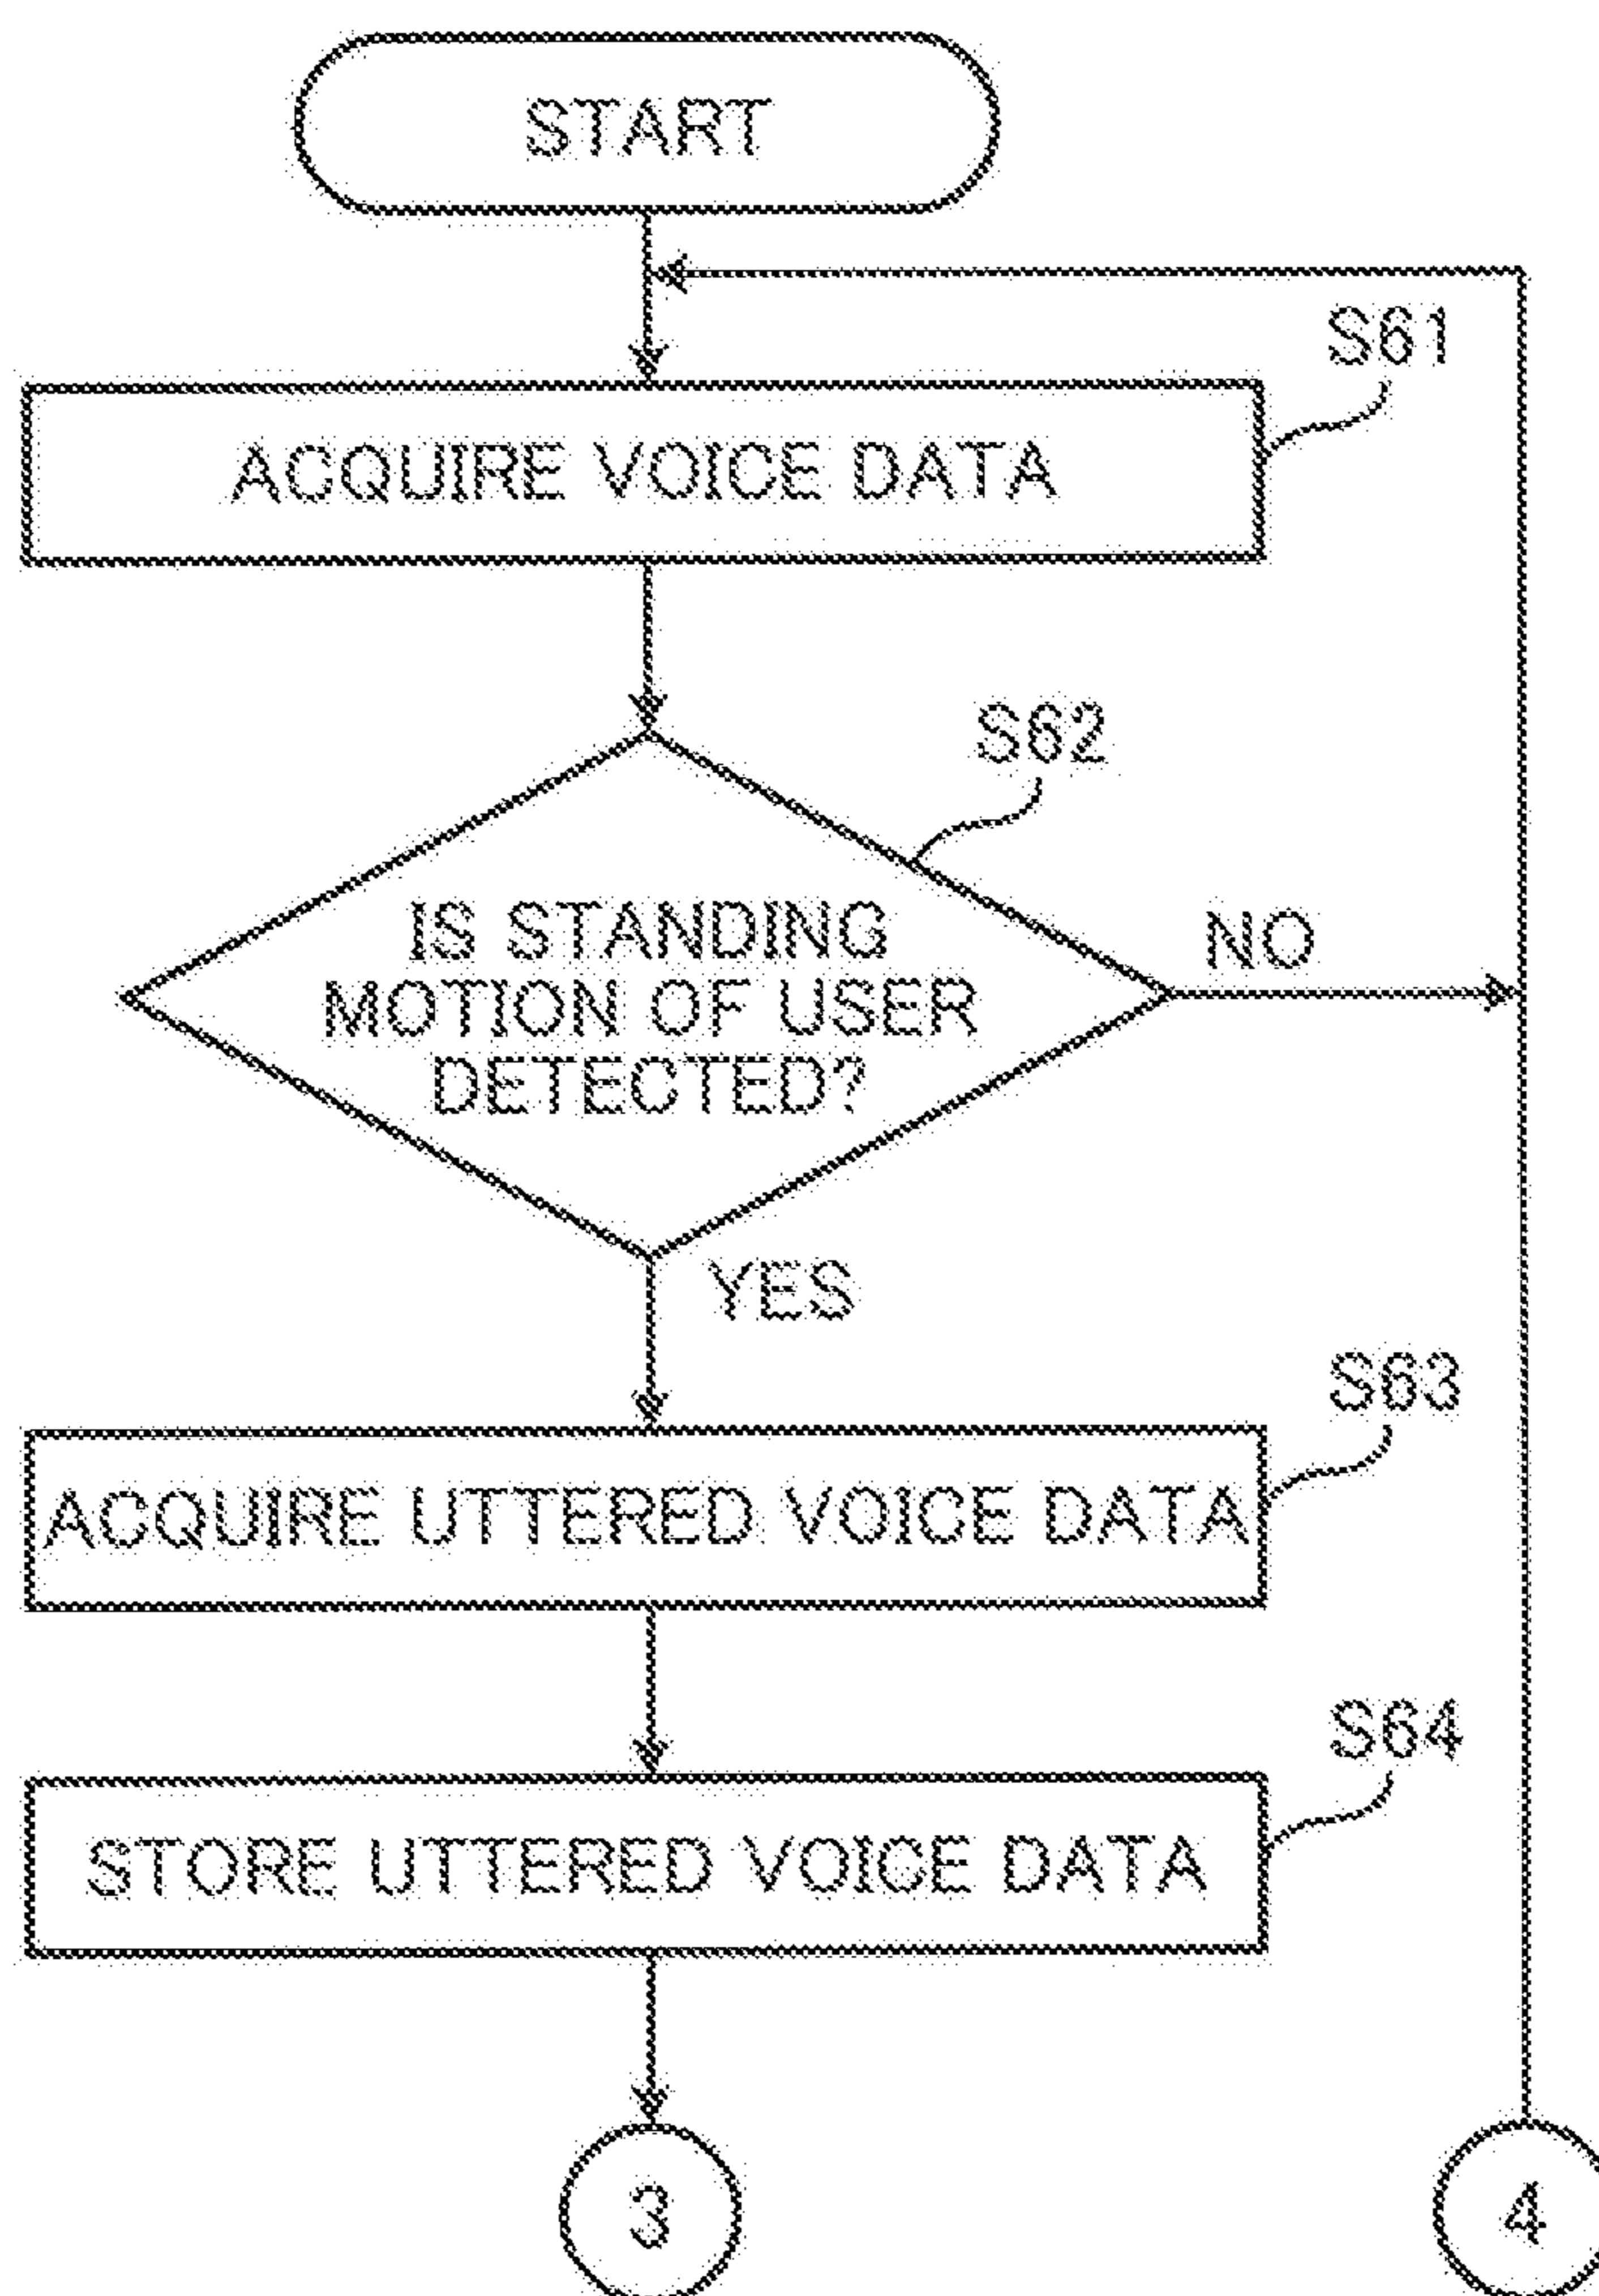 START
S61
ACQUIRE VOICE DATA
S62
IS STANDING
MOTION OF USER
DETECTED?
NO
YES
S63
ACQUIRE UTTERED VOICE DATA
S64
STORE UTTERED VOICE DATA
3
4